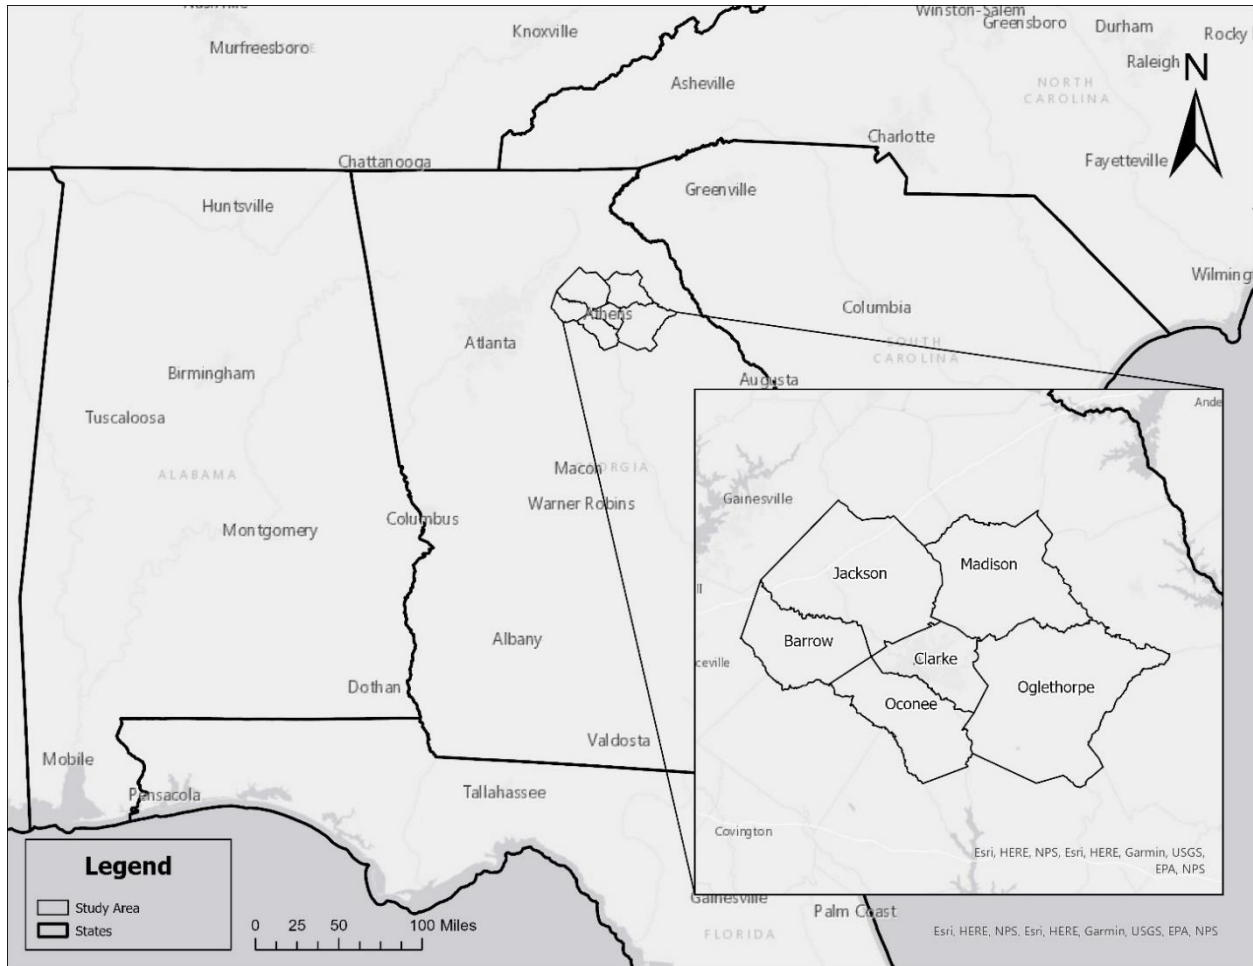 Knoxville
Winston-Salem
Greensboro
Durham
Rocky
Murfreesboro
Raleigh
N
Asheville
NORTH
CAROLINA
Charlotte
Chattanooga
Fayetteville
Greenville
Huntsville
Wilming
Columbia
Athens
Atlanta
SOUTH
CAROLINA
Birmingham
Augusta
Tuscaloosa
ALABAMA
Macon
GEORGIA
Warner Robins
Columbus
Montgomery
Albany
Dothan
Valdosta
Mobile
Pensacola
Tallahassee
Gainesville
Palm Coast
FLORIDA
Ande
Gainesville
Jackson
Madison
ll
Barrow
Clarke
ceville
Oglethorpe
Oconee
Covington
Esri, HERE, NPS, Esri, HERE, Garmin, USGS,
EPA, NPS
Legend
Study Area
States
0 25 50 100 Miles
Esri, HERE, NPS, Esri, HERE, Garmin, USGS, EPA, NPS